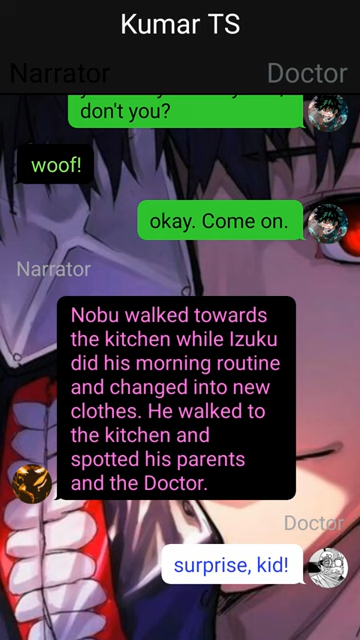 Kumar TS
Narrator
Doctor
don't you?
woof!
okay. Come on.
Narrator
Nobu walked towards
the kitchen while Izuku
did his morning routine
and changed into new
clothes. He walked to
the kitchen and
spotted his parents
and the Doctor.
Doctor
surprise, kid!